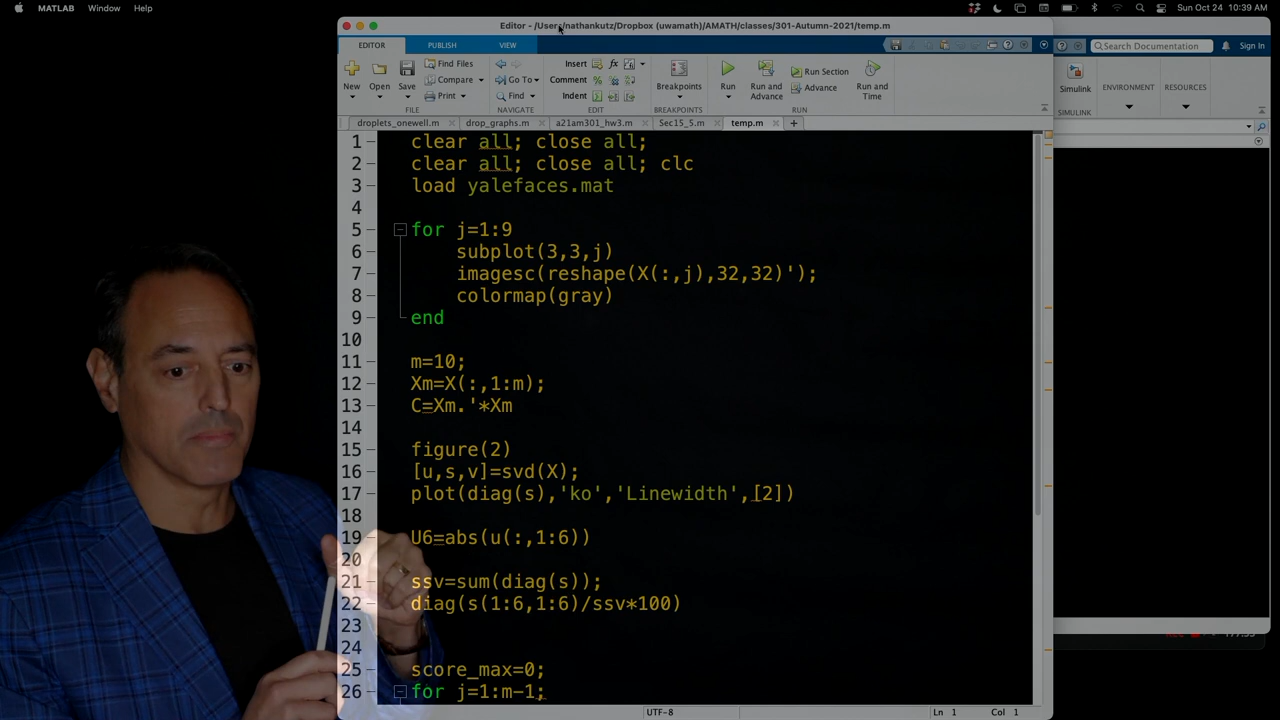 MATLAB Window Help
Sun Oct 24 10:39 AM
Editor - /Users/nathankutz/Dropbox (uwamath)/AMATH/classes/301-Autumn-2021/temp.m
EDITOR PUBLISH VIEW
Search Documentation Sign In
New Open Save Find Files Compare Print
FILE
Go To Find
NAVIGATE
Insert fx
Comment
Indent
EDIT
Breakpoints
BREAKPOINTS
Run Run and Advance Run Section Advance Run and Time
RUN
Simulink
SIMULINK
ENVIRONMENT
RESOURCES
droplets_onewell.m drop_graphs.m a21am301_hw3.m Sec15_5.m temp.m
1 clear all; close all;
2 clear all; close all; clc
3 load yalefaces.mat
4
5 for j=1:9
6 subplot(3,3,j)
7 imagesc(reshape(X(:,j),32,32)');
8 colormap(gray)
9 end
10
11 m=10;
12 Xm=X(:,1:m);
13 C=Xm.'*Xm
14
15 figure(2)
16 [u,s,v]=svd(X);
17 plot(diag(s),'ko','Linewidth',[2])
18
19 U6=abs(u(:,1:6))
20
21 ssv=sum(diag(s));
22 diag(s(1:6,1:6)/ssv*100)
23
24
25 score_max=0;
26 for j=1:m-1;
UTF-8 Ln 1 Col 1